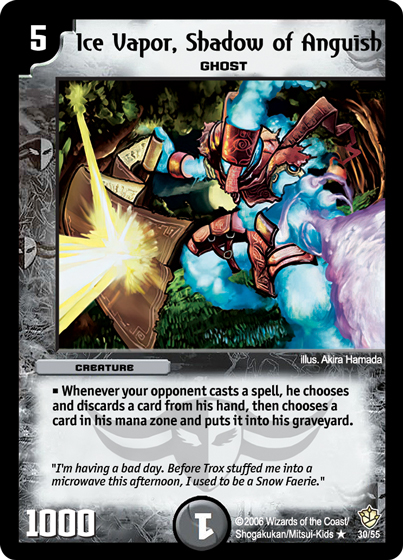 5
Ice Vapor, Shadow of Anguish
GHOST
illus. Akira Hamada
CREATURE
▪ Whenever your opponent casts a spell, he chooses
and discards a card from his hand, then chooses a
card in his mana zone and puts it into his graveyard.
"I'm having a bad day. Before Trox stuffed me into a
microwave this afternoon, I used to be a Snow Faerie."
1000
1
©2006 Wizards of the Coast/
Shogakukan/Mitsui-Kids ★ 30/55